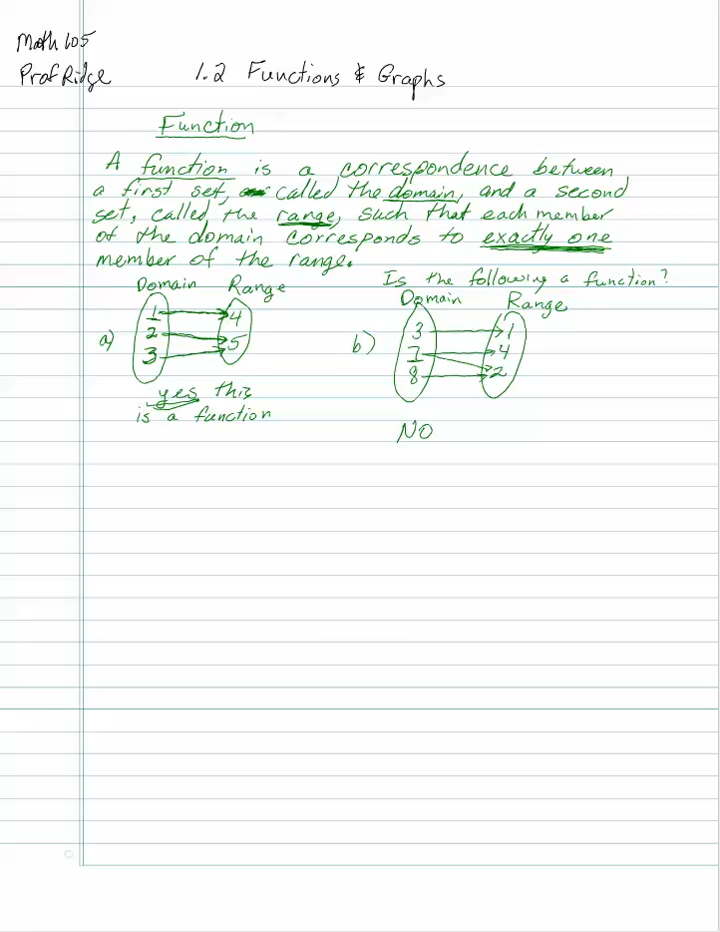 Math 605
Prof Ridge
1.2 Functions & Graphs
Function
A function is a correspondence between
a first set, called the domain, and a second
set, called the range, such that each member
of the domain corresponds to exactly one
member of the range.
Domain Range
a)
1 4
2 5
3
yes this
is a function
Is the following a function?
Domain Range
b)
3 1
7 4
8 2
NO